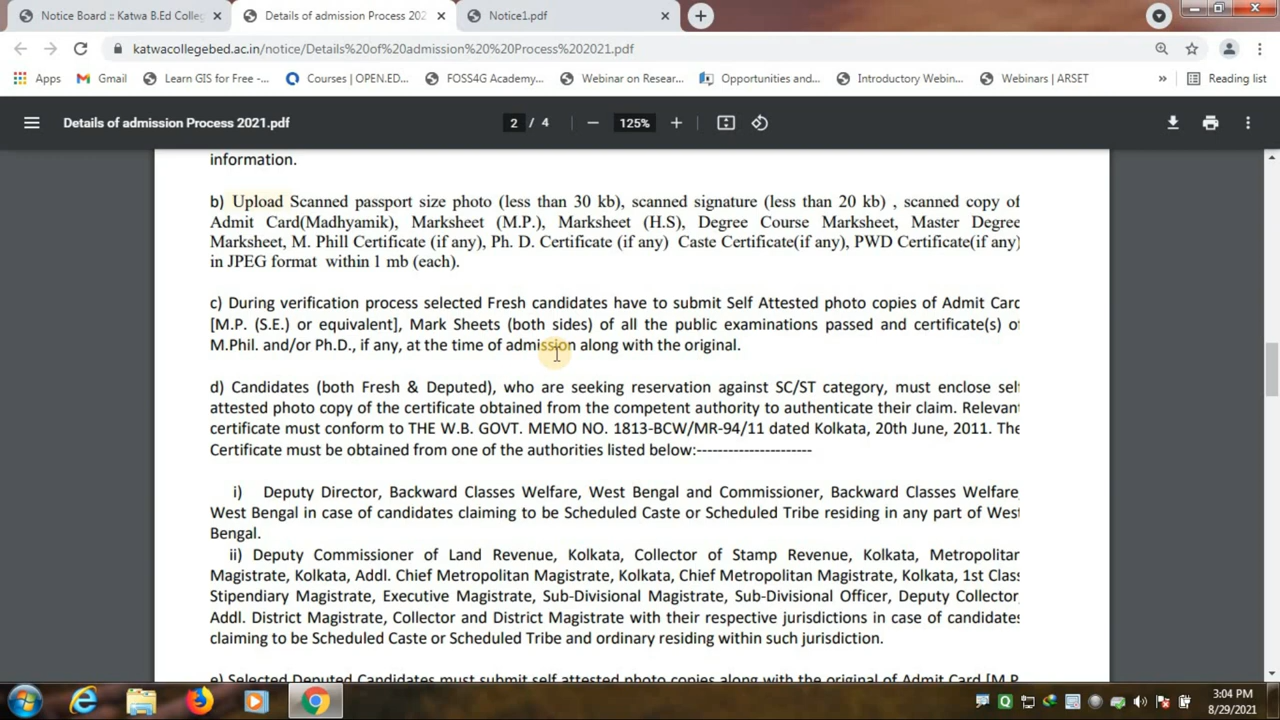 Notice Board :: Katwa B.Ed Colleg
Details of admission Process 202
Notice1.pdf
katwacollegebed.ac.in/notice/Details%20of%20admission%20%20Process%202021.pdf
Apps
Gmail
Learn GIS for Free -...
Courses | OPEN.ED...
FOSS4G Academy...
Webinar on Resear...
Opportunities and...
Introductory Webin...
Webinars | ARSET
»
Reading list
Details of admission Process 2021.pdf
2 / 4
125%
information.
b) Upload Scanned passport size photo (less than 30 kb), scanned signature (less than 20 kb) , scanned copy of
Admit Card(Madhyamik), Marksheet (M.P.), Marksheet (H.S), Degree Course Marksheet, Master Degree
Marksheet, M. Phill Certificate (if any), Ph. D. Certificate (if any) Caste Certificate(if any), PWD Certificate(if any)
in JPEG format within 1 mb (each).
c) During verification process selected Fresh candidates have to submit Self Attested photo copies of Admit Card
[M.P. (S.E.) or equivalent], Mark Sheets (both sides) of all the public examinations passed and certificate(s) of
M.Phil. and/or Ph.D., if any, at the time of admission along with the original.
d) Candidates (both Fresh & Deputed), who are seeking reservation against SC/ST category, must enclose self
attested photo copy of the certificate obtained from the competent authority to authenticate their claim. Relevant
certificate must conform to THE W.B. GOVT. MEMO NO. 1813-BCW/MR-94/11 dated Kolkata, 20th June, 2011. The
Certificate must be obtained from one of the authorities listed below:----------------------
i) Deputy Director, Backward Classes Welfare, West Bengal and Commissioner, Backward Classes Welfare,
West Bengal in case of candidates claiming to be Scheduled Caste or Scheduled Tribe residing in any part of West
Bengal.
ii) Deputy Commissioner of Land Revenue, Kolkata, Collector of Stamp Revenue, Kolkata, Metropolitan
Magistrate, Kolkata, Addl. Chief Metropolitan Magistrate, Kolkata, Chief Metropolitan Magistrate, Kolkata, 1st Class
Stipendiary Magistrate, Executive Magistrate, Sub-Divisional Magistrate, Sub-Divisional Officer, Deputy Collector,
Addl. District Magistrate, Collector and District Magistrate with their respective jurisdictions in case of candidates
claiming to be Scheduled Caste or Scheduled Tribe and ordinary residing within such jurisdiction.
e) Selected Deputed Candidates must submit self attested photo copies along with the original of Admit Card [M.P.
3:04 PM
8/29/2021